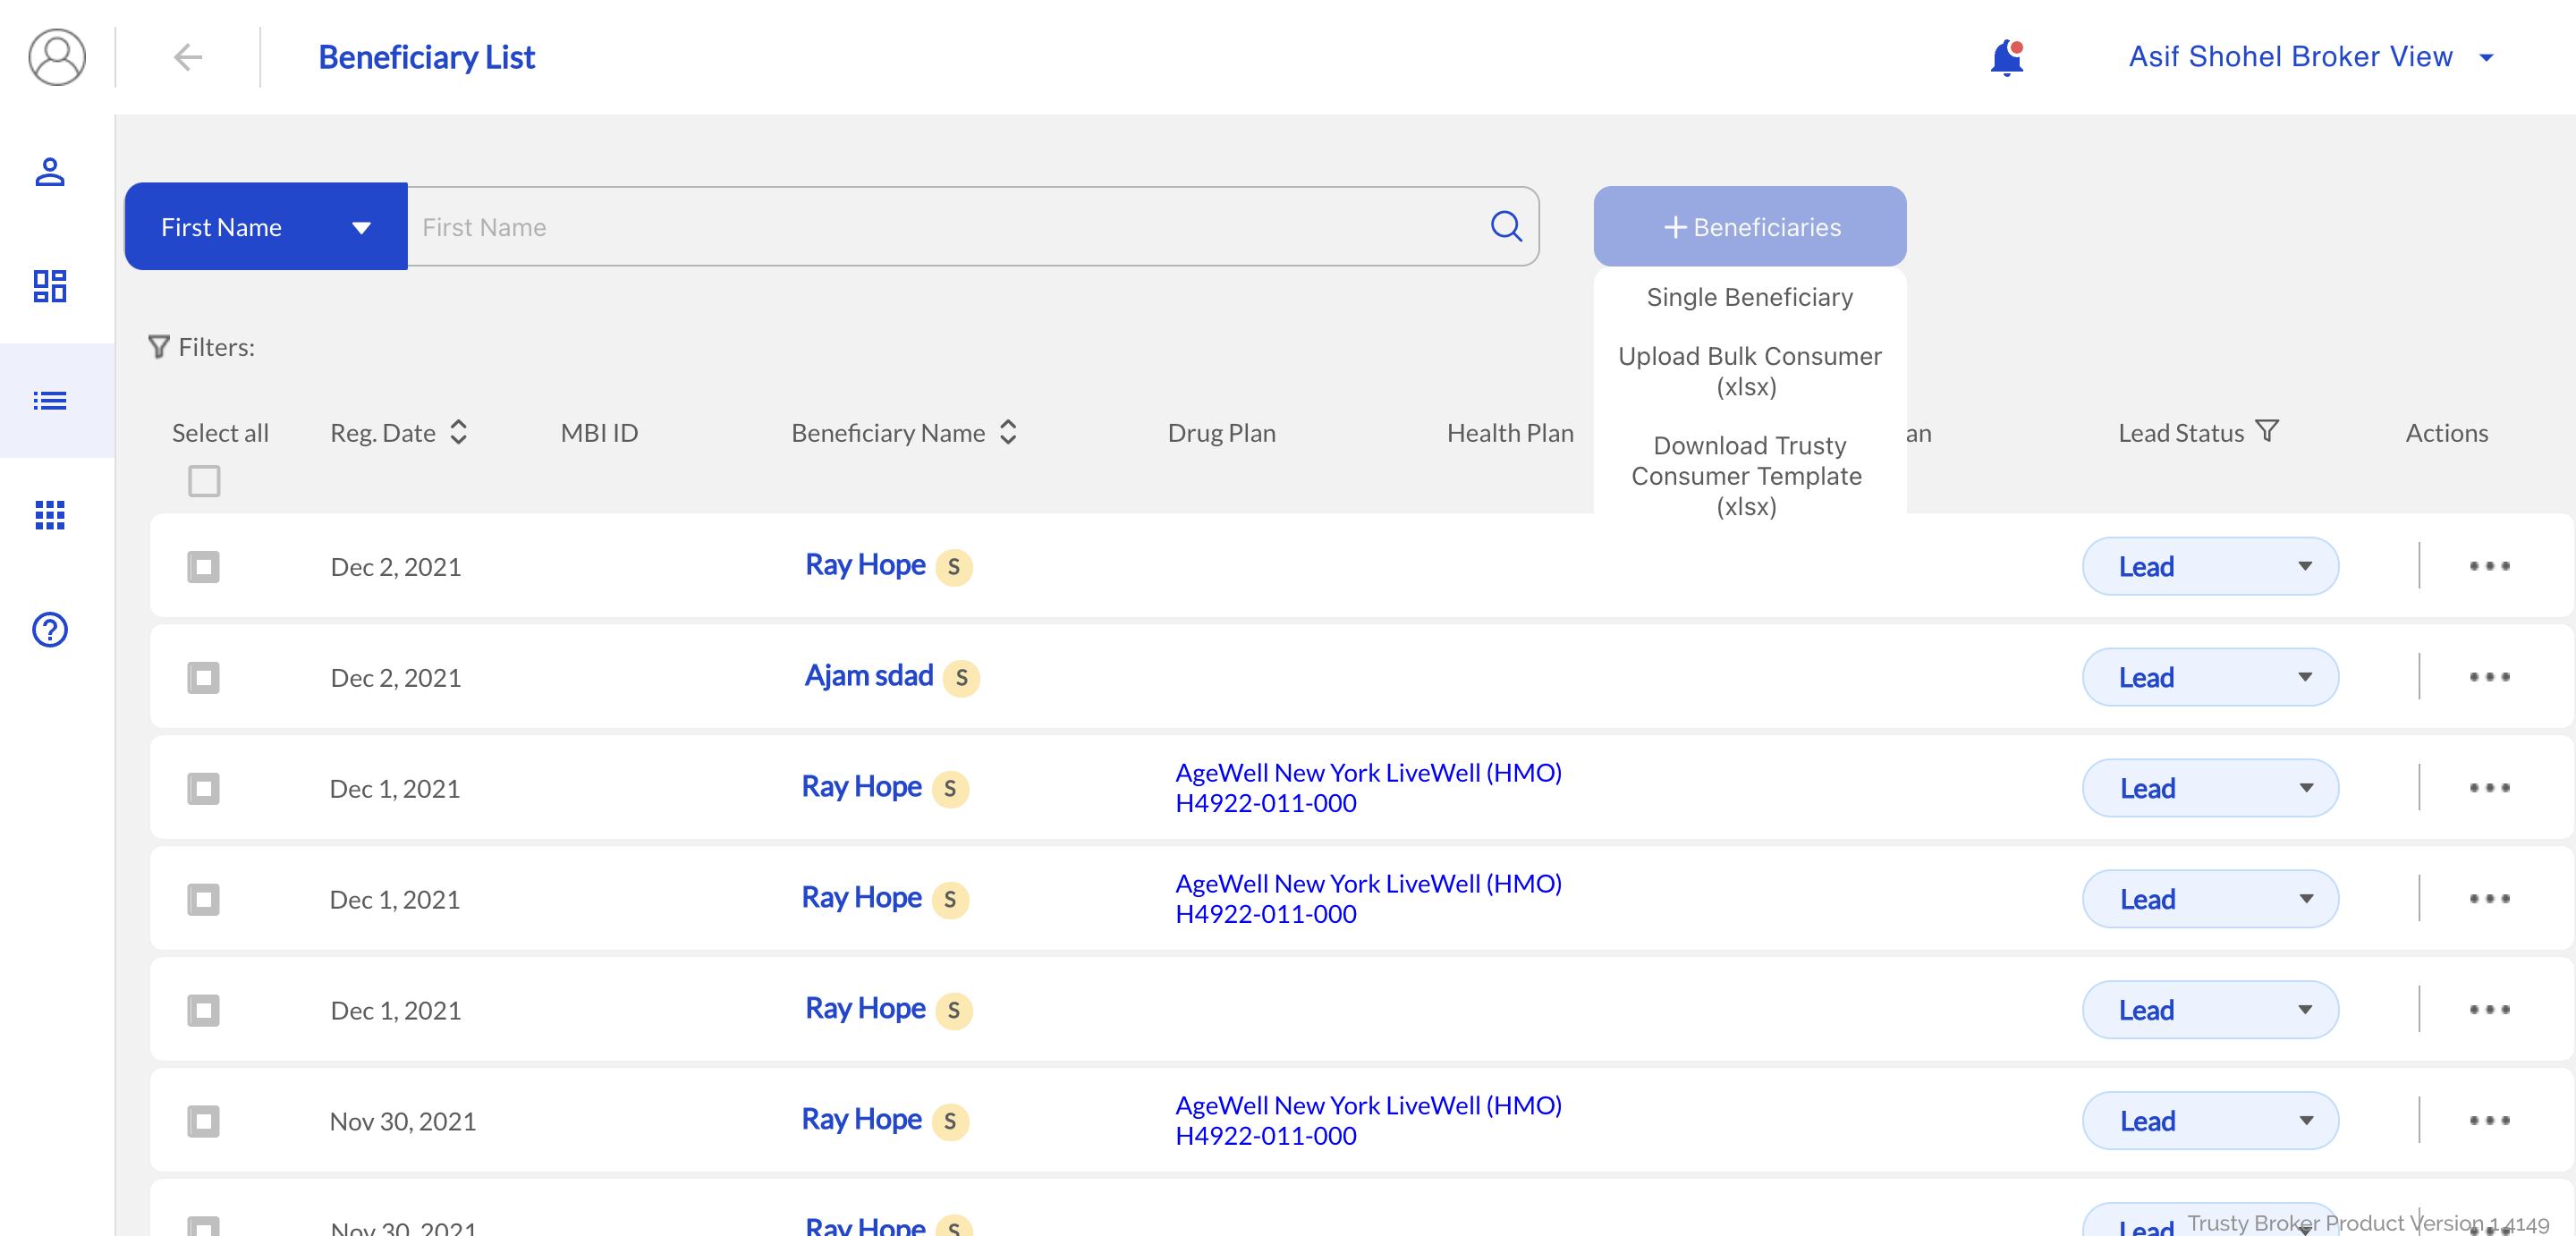 Beneficiary List
Asif Shohel Broker View
First Name
First Name
+ Beneficiaries
Single Beneficiary
Upload Bulk Consumer
(xlsx)
Download Trusty
Consumer Template
(xlsx)
Filters:
Select all Reg. Date MBI ID Beneficiary Name Drug Plan Health Plan an Lead Status Actions
Dec 2, 2021 Ray Hope S Lead
Dec 2, 2021 Ajam sdad S Lead
Dec 1, 2021 Ray Hope S AgeWell New York LiveWell (HMO) Lead
H4922-011-000
Dec 1, 2021 Ray Hope S AgeWell New York LiveWell (HMO) Lead
H4922-011-000
Dec 1, 2021 Ray Hope S Lead
Nov 30, 2021 Ray Hope S AgeWell New York LiveWell (HMO) Lead
H4922-011-000
Nov 30, 2021 Ray Hope S Lead
Trusty Broker Product Version 1.4149